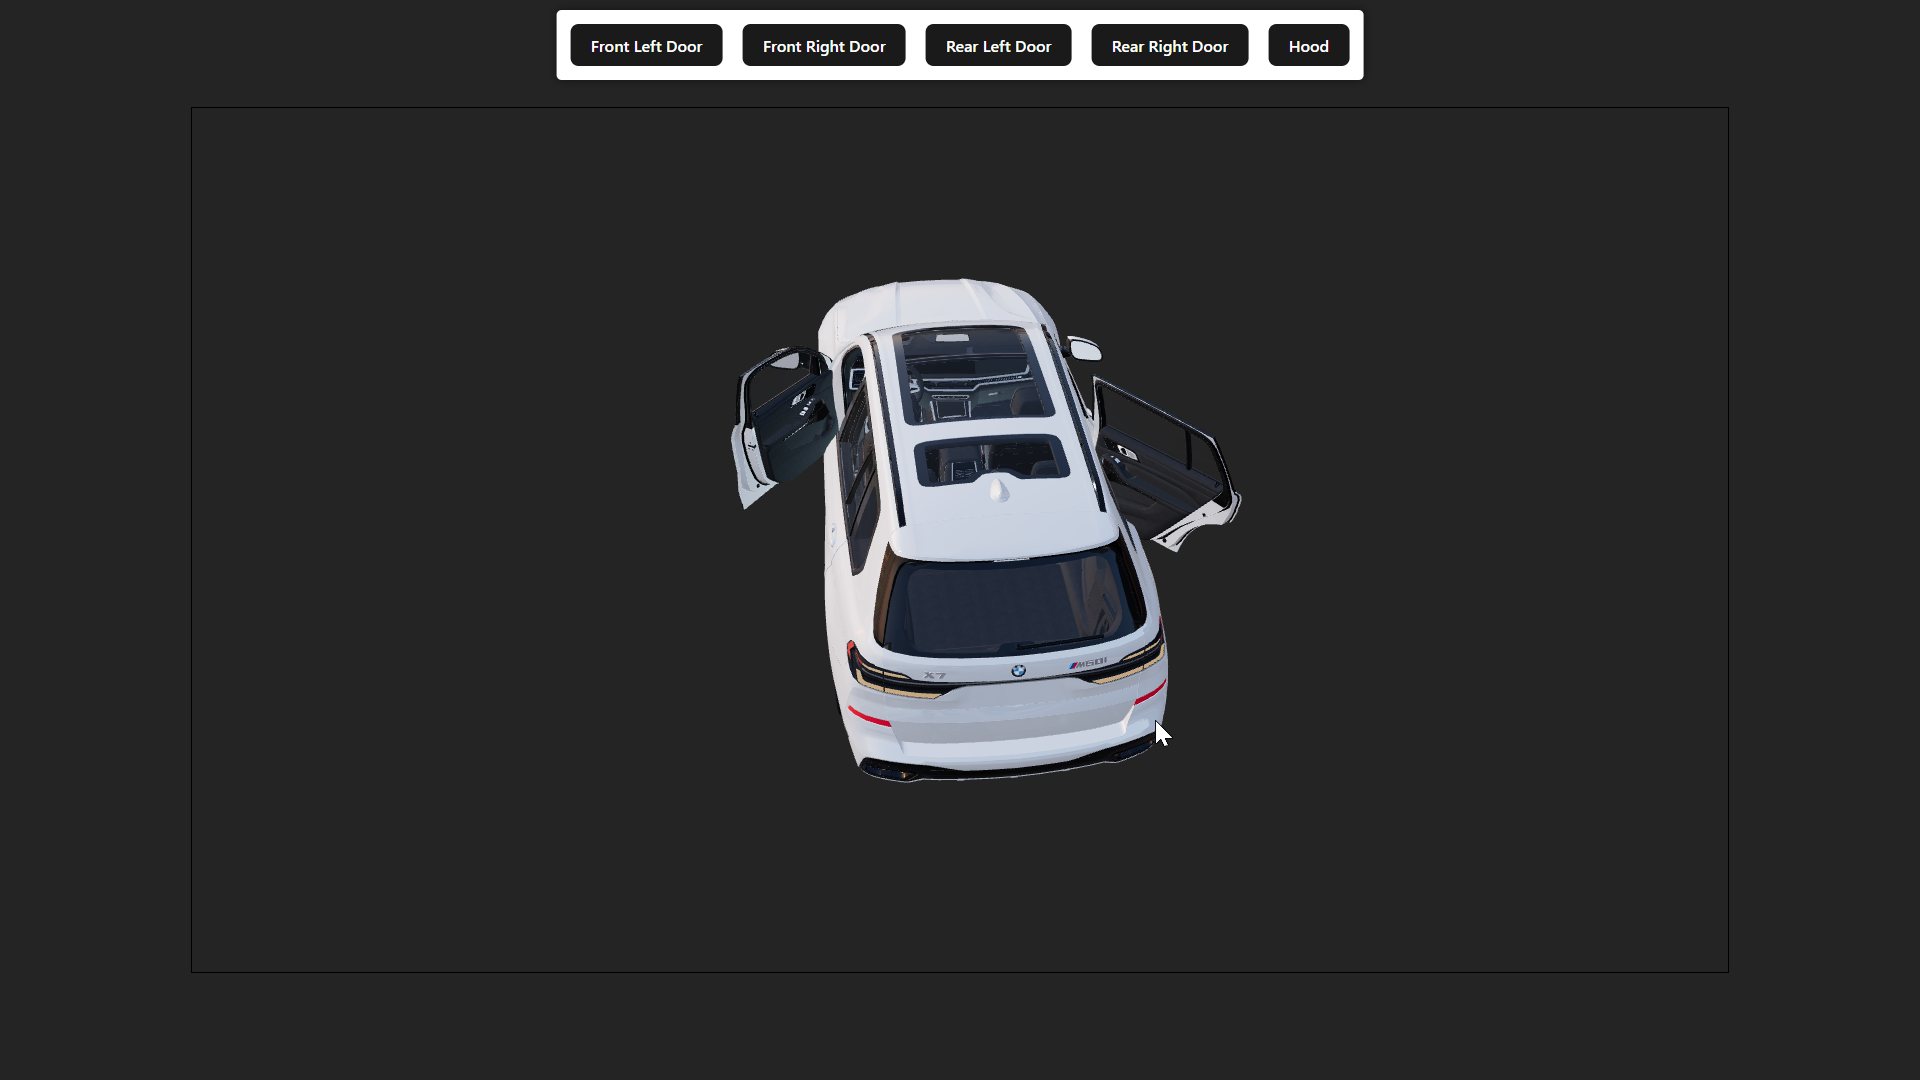 Front Left Door
Front Right Door
Rear Left Door
Rear Right Door
Hood
X7
M60i